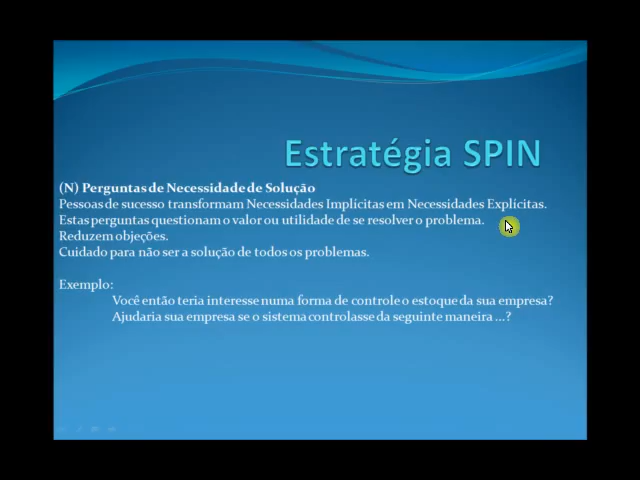 Estratégia SPIN
(N) Perguntas de Necessidade de Solução
Pessoas de sucesso transformam Necessidades Implícitas em Necessidades Explícitas.
Estas perguntas questionam o valor ou utilidade de se resolver o problema.
Reduzem objeções.
Cuidado para não ser a solução de todos os problemas.
Exemplo:
Você então teria interesse numa forma de controle o estoque da sua empresa?
Ajudaria sua empresa se o sistema controlasse da seguinte maneira ...?